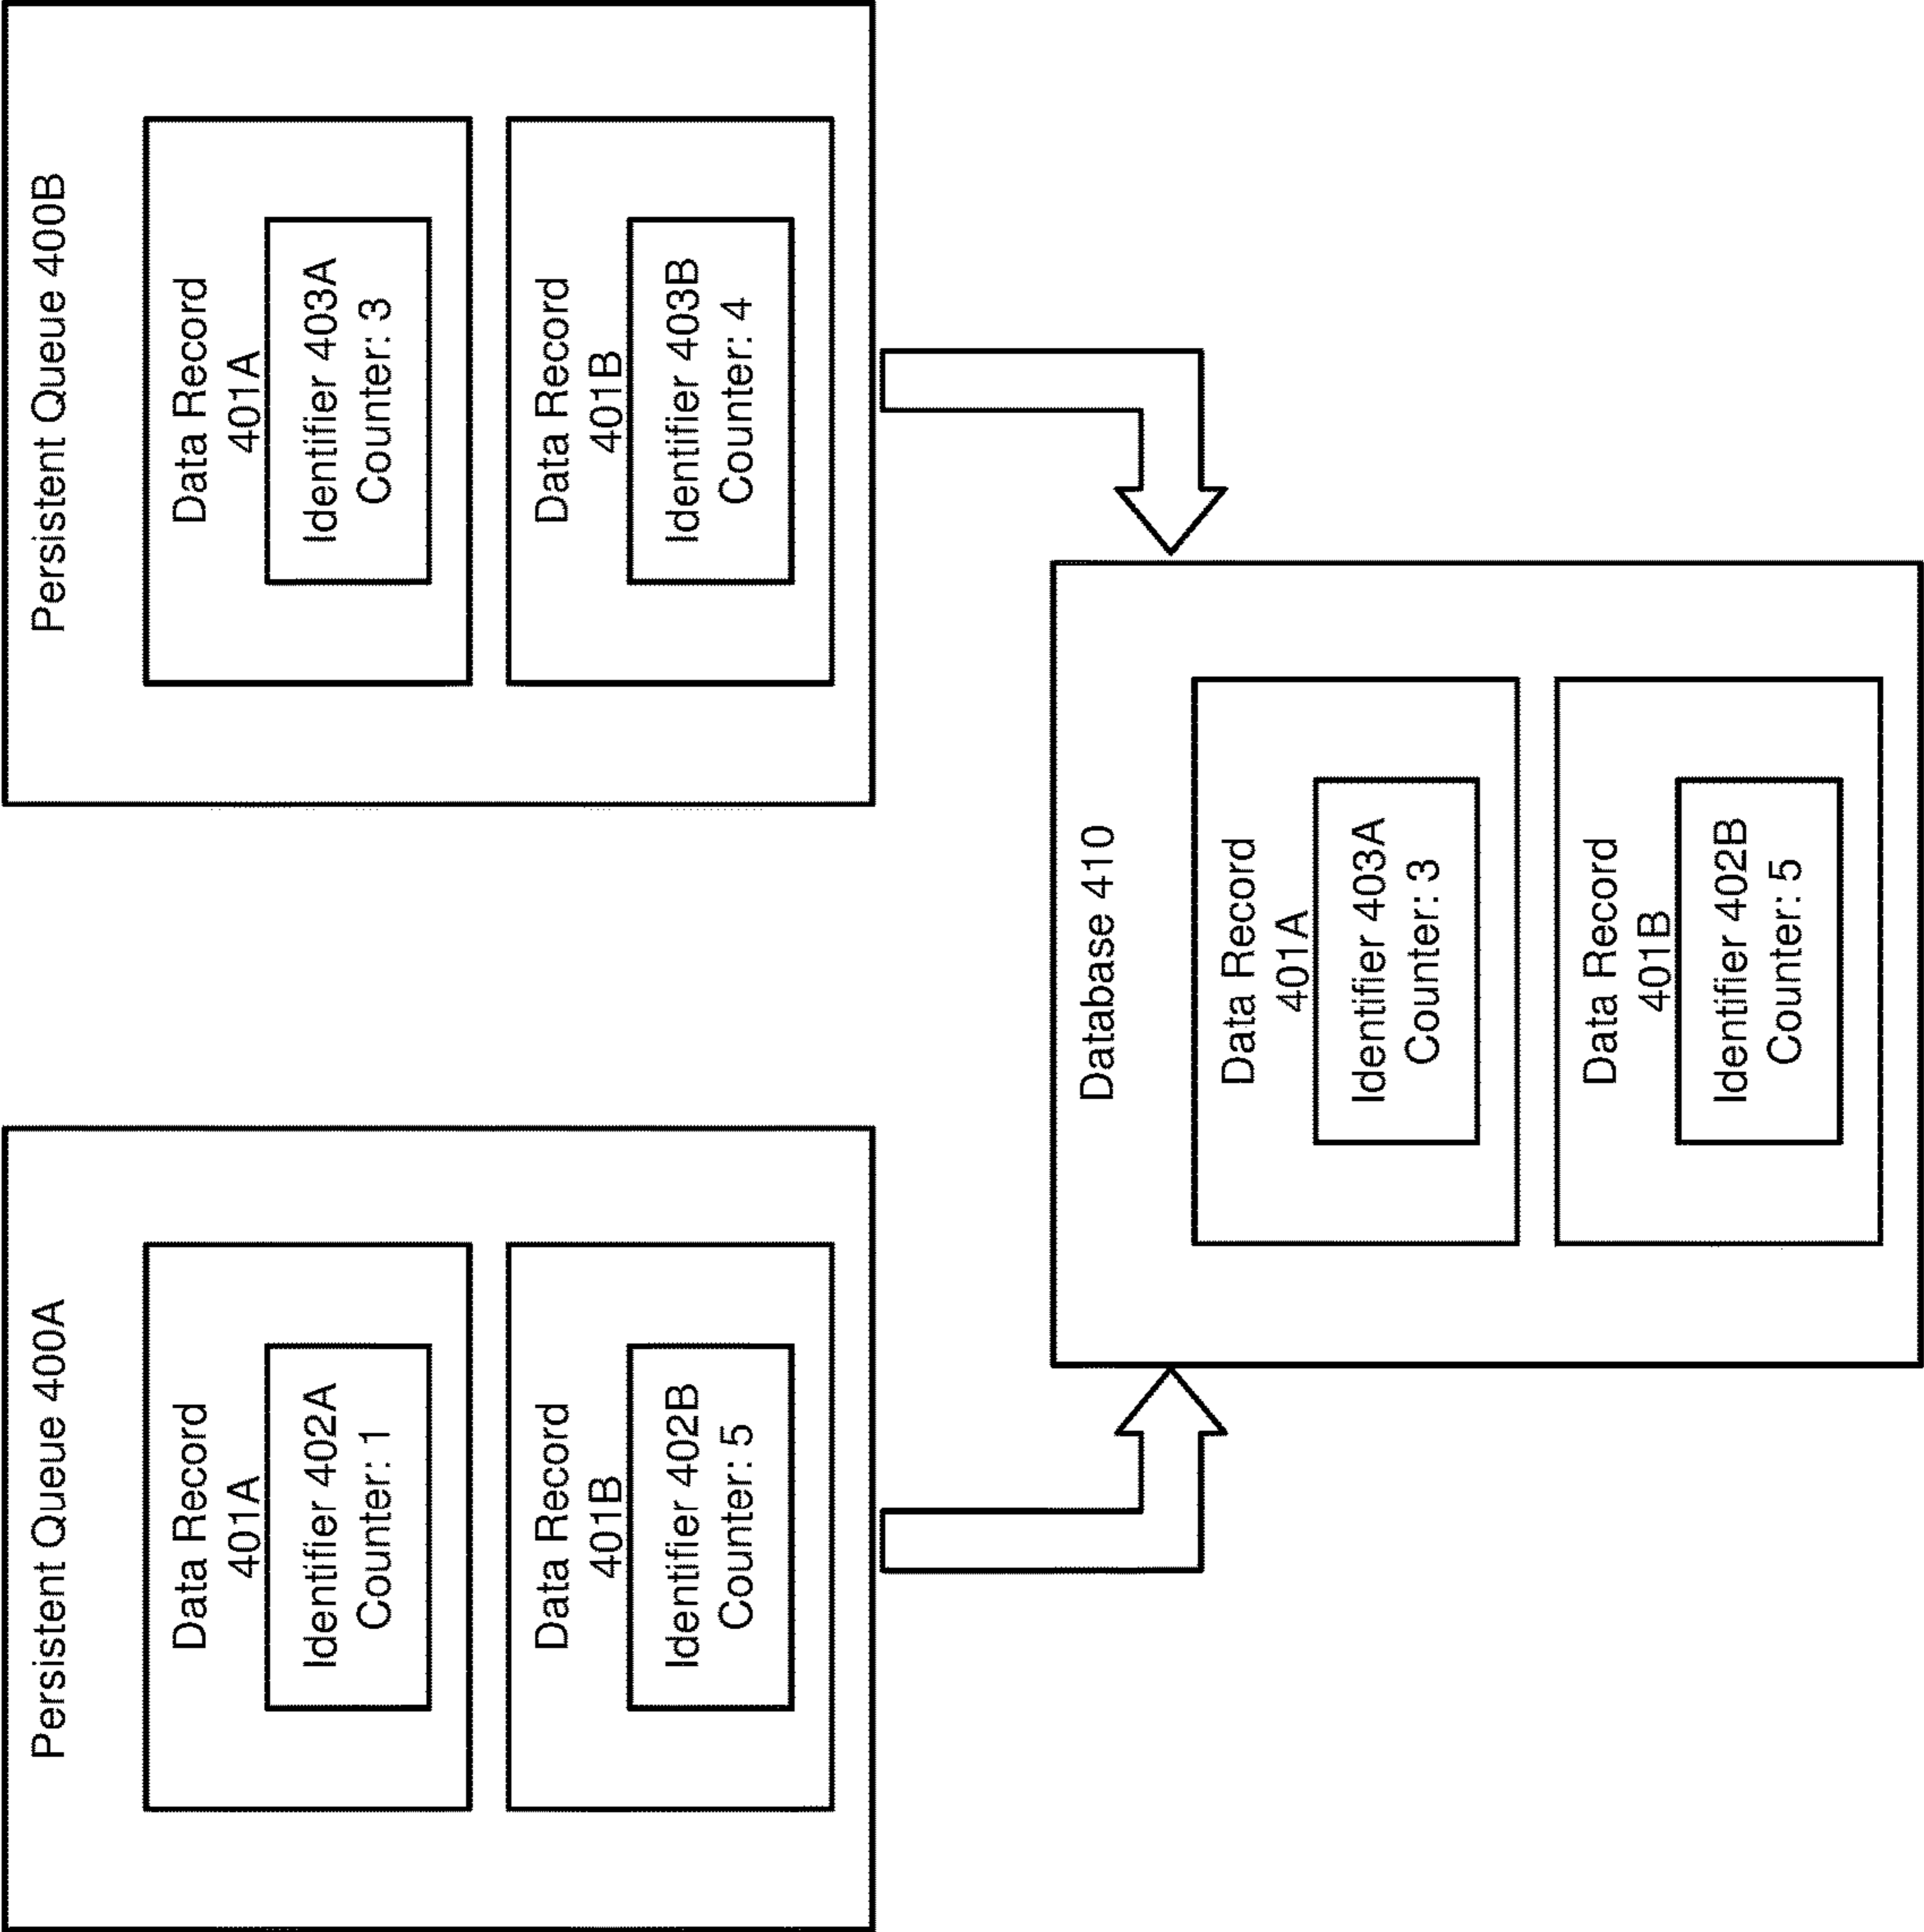 Persistent Queue 400A
Data Record
401A
Identifier 402A
Counter: 1
Data Record
401B
Identifier 402B
Counter: 5
Persistent Queue 400B
Data Record
401A
Identifier 403A
Counter: 3
Data Record
401B
Identifier 403B
Counter: 4
Database 410
Data Record
401A
Identifier 403A
Counter: 3
Data Record
401B
Identifier 402B
Counter: 5